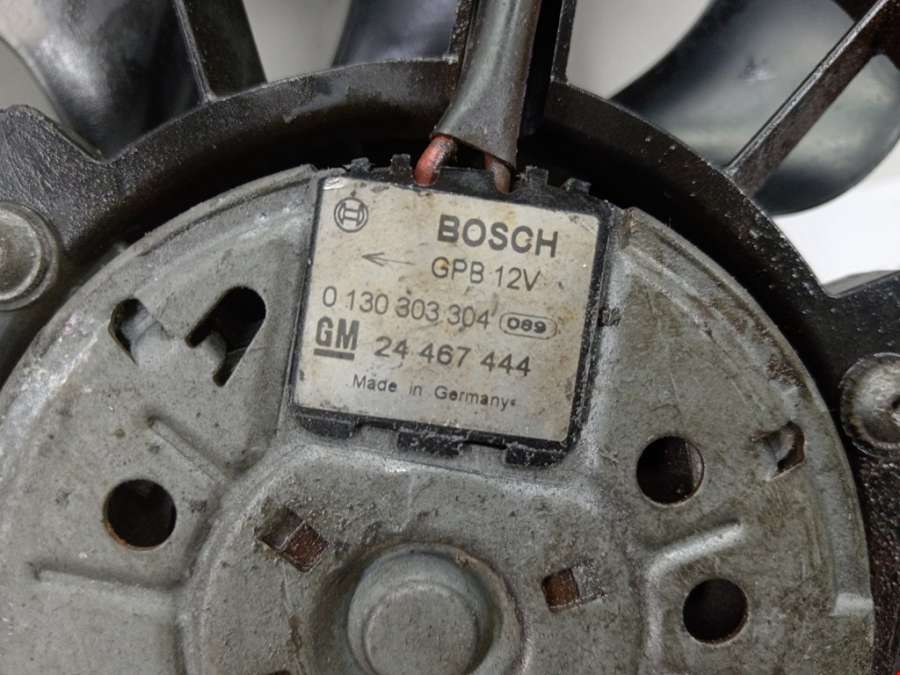 BOSCH
GPB 12V
0 130 303 304 089
GM 24 467 444
Made in Germany